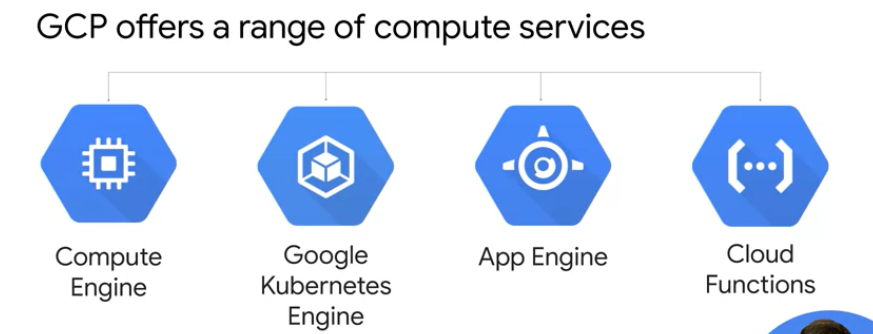 GCP offers a range of compute services
Compute
Engine
Google
Kubernetes
Engine
App Engine
Cloud
Functions